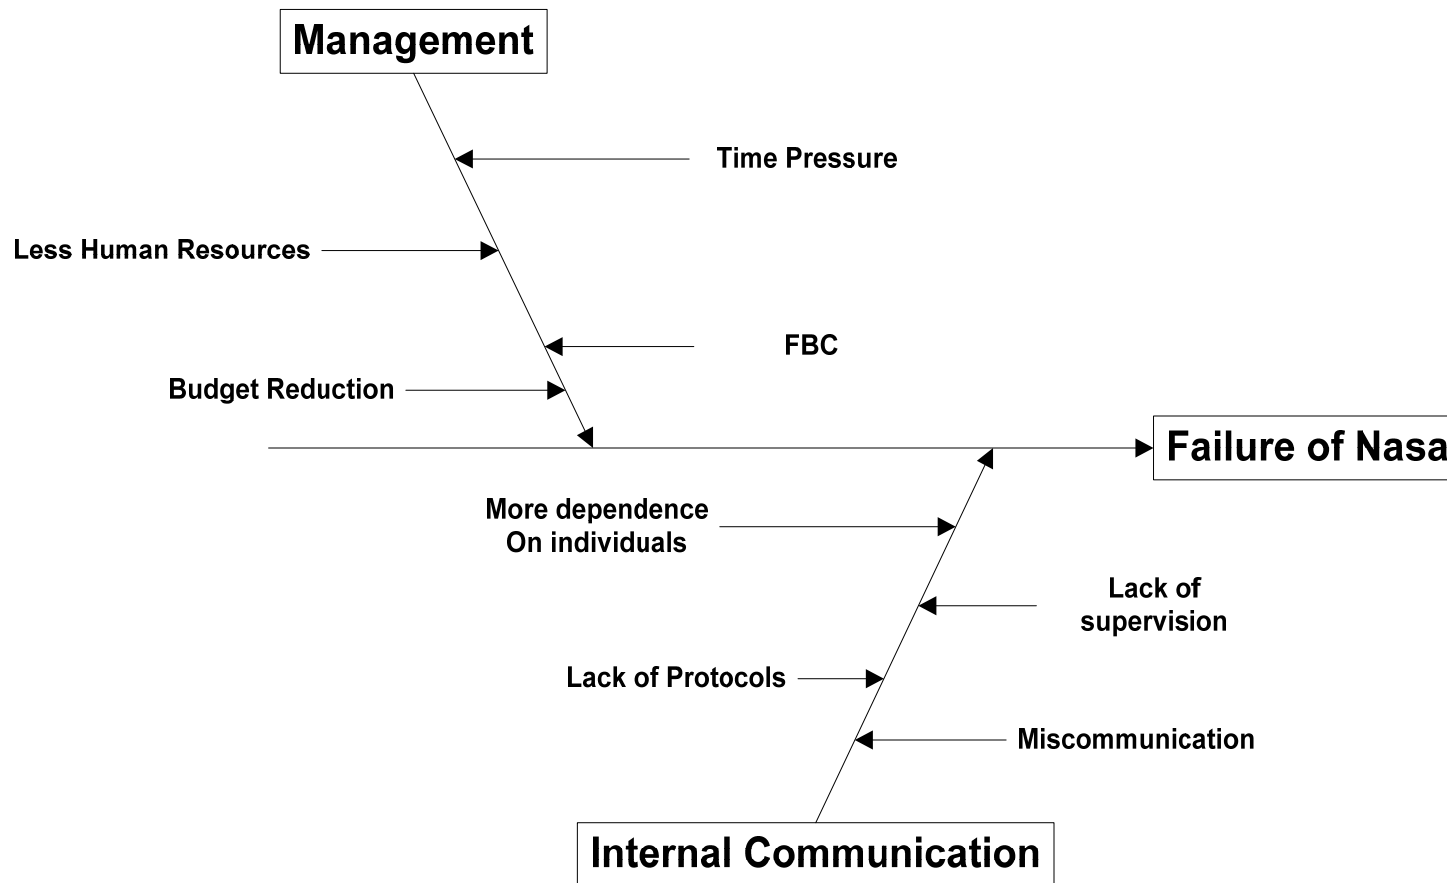 Management
Time Pressure
Less Human Resources
FBC
Budget Reduction
Failure of Nasa
More dependence
On individuals
Lack of
supervision
Lack of Protocols
Miscommunication
Internal Communication